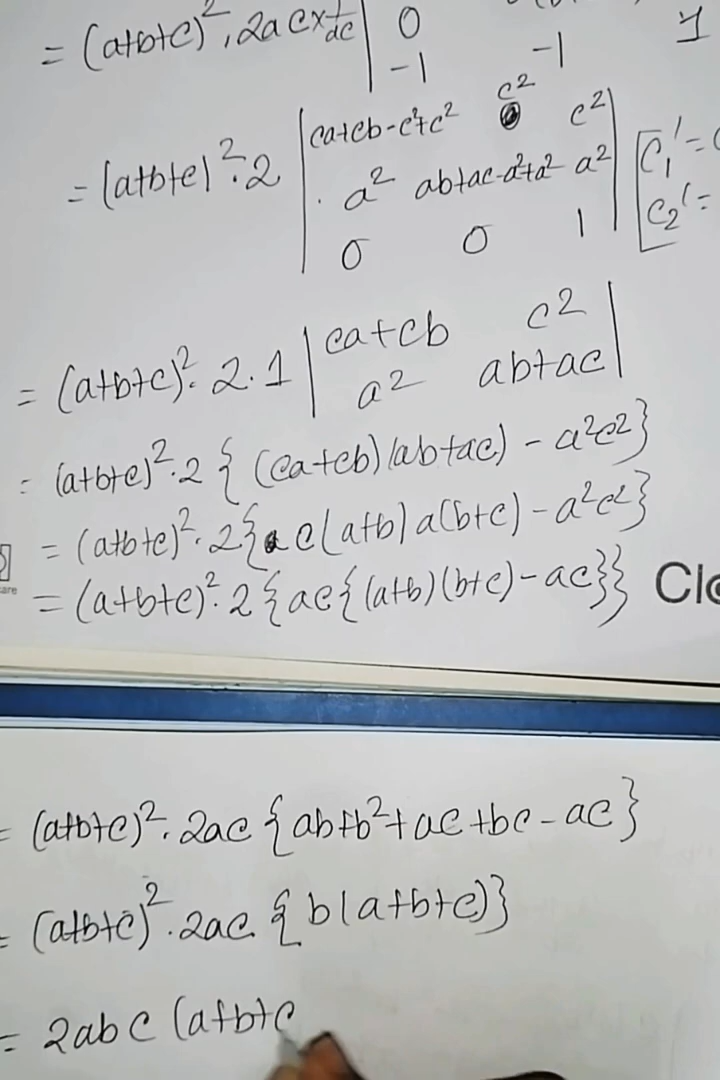 = (a+b+c)², 2ac×1/ac | 0
-1 -1 1
= (a+b+c)².2 | ca+cb-c²+c² c² c² | [C₁'=
. a² ab+ac-a²+a² a² C₂'=
0 0 1
= (a+b+c)². 2.1 | ca+cb c² |
a² ab+ac
= (a+b+c)².2 { (ca+cb)(ab+ac) - a²c²}
= (a+b+c)².2{c(a+b)a(b+c)-a²c²}
= (a+b+c)².2{ac{(a+b)(b+c)-ac}} Clo
= (a+b+c)².2ac {ab+b²+ac+bc-ac}
= (a+b+c)².2ac {b(a+b+c)}
= 2abc (a+b+c